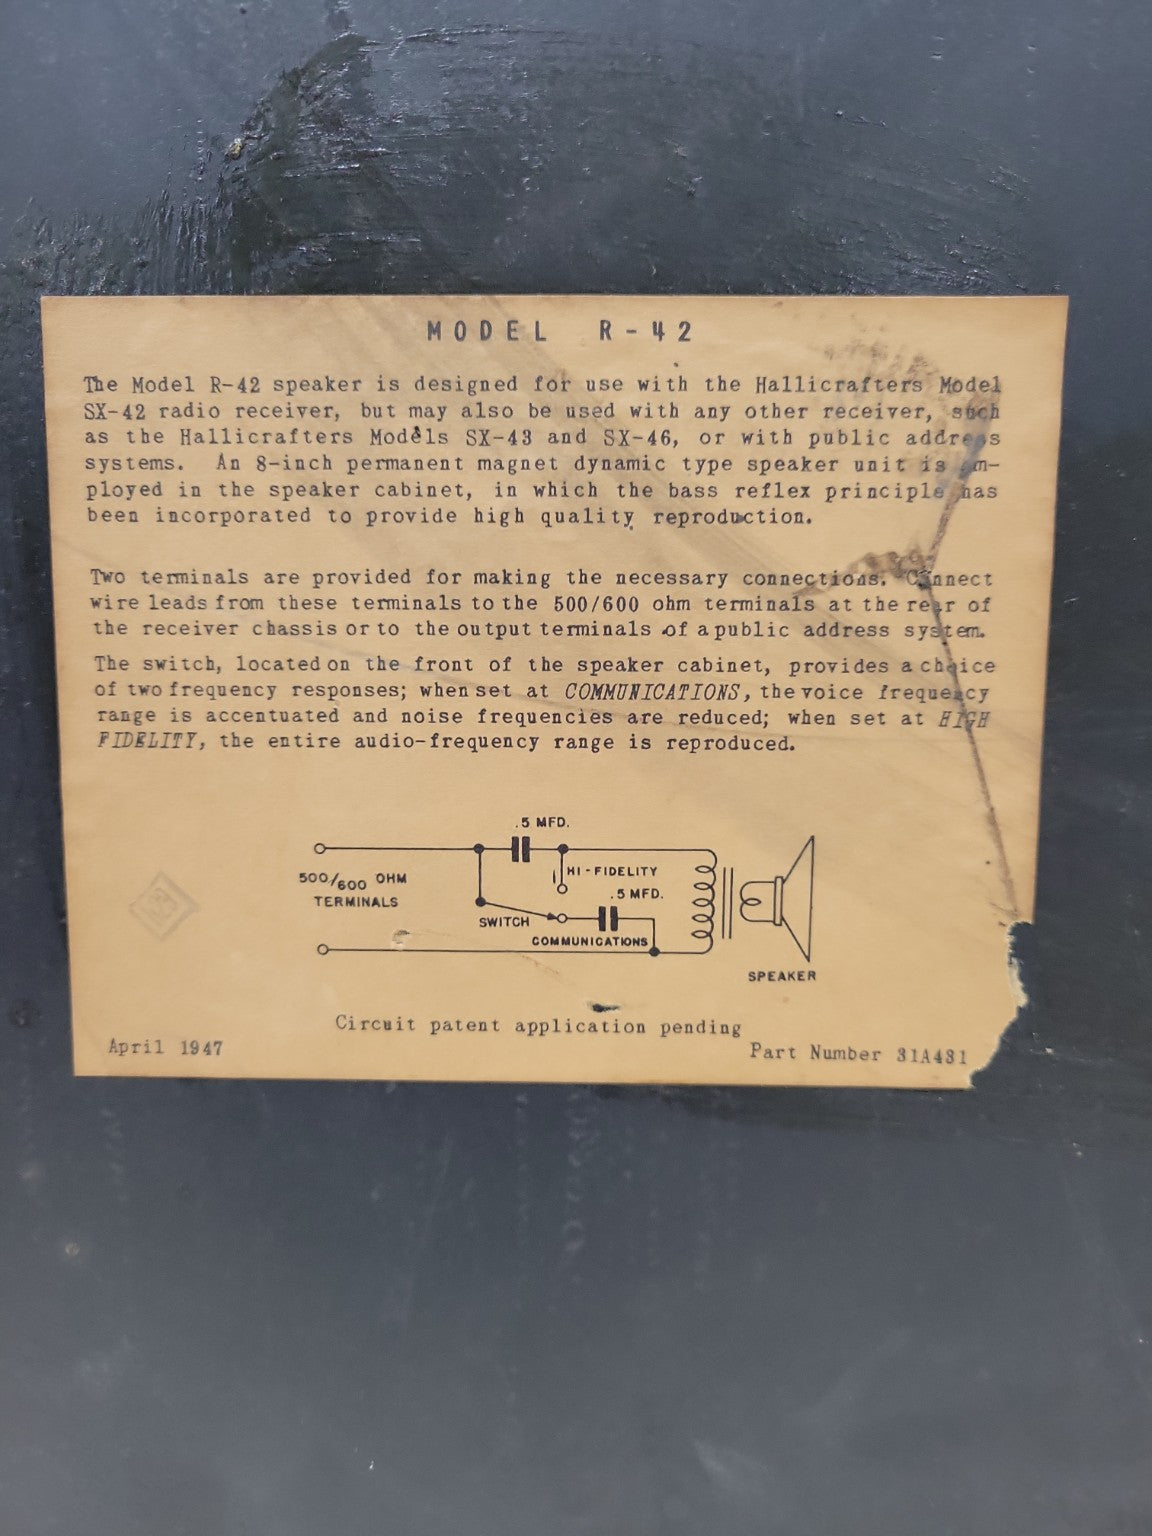 MODEL R-42
The Model R-42 speaker is designed for use with the Hallicrafters Model
SX-42 radio receiver, but may also be used with any other receiver, such
as the Hallicrafters Models SX-43 and SX-46, or with public address
systems. An 8-inch permanent magnet dynamic type speaker unit is em-
ployed in the speaker cabinet, in which the bass reflex principle has
been incorporated to provide high quality reproduction.
Two terminals are provided for making the necessary connections. Connect
wire leads from these terminals to the 500/600 ohm terminals at the rear of
the receiver chassis or to the output terminals of a public address system.
The switch, located on the front of the speaker cabinet, provides a choice
of two frequency responses; when set at COMMUNICATIONS, the voice frequency
range is accentuated and noise frequencies are reduced; when set at HIGH
FIDELITY, the entire audio-frequency range is reproduced.
.5 MFD.
HI-FIDELITY
500/600 OHM
TERMINALS
.5 MFD.
SWITCH
COMMUNICATIONS
SPEAKER
Circuit patent application pending
April 1947
Part Number 31A431